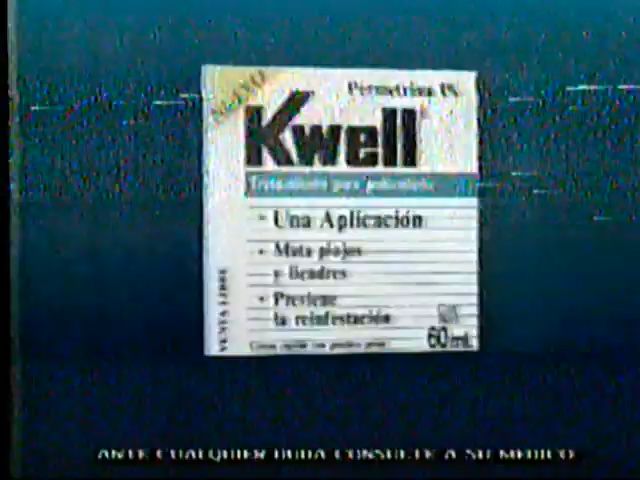 NUEVO
Permetrina 1%
Kwell
Tratamiento para pediculosis
• Una Aplicación
• Mata piojos
y liendres
• Previene
la reinfestación
VENTA LIBRE
60 ml.
ANTE CUALQUIER DUDA CONSULTE A SU MEDICO